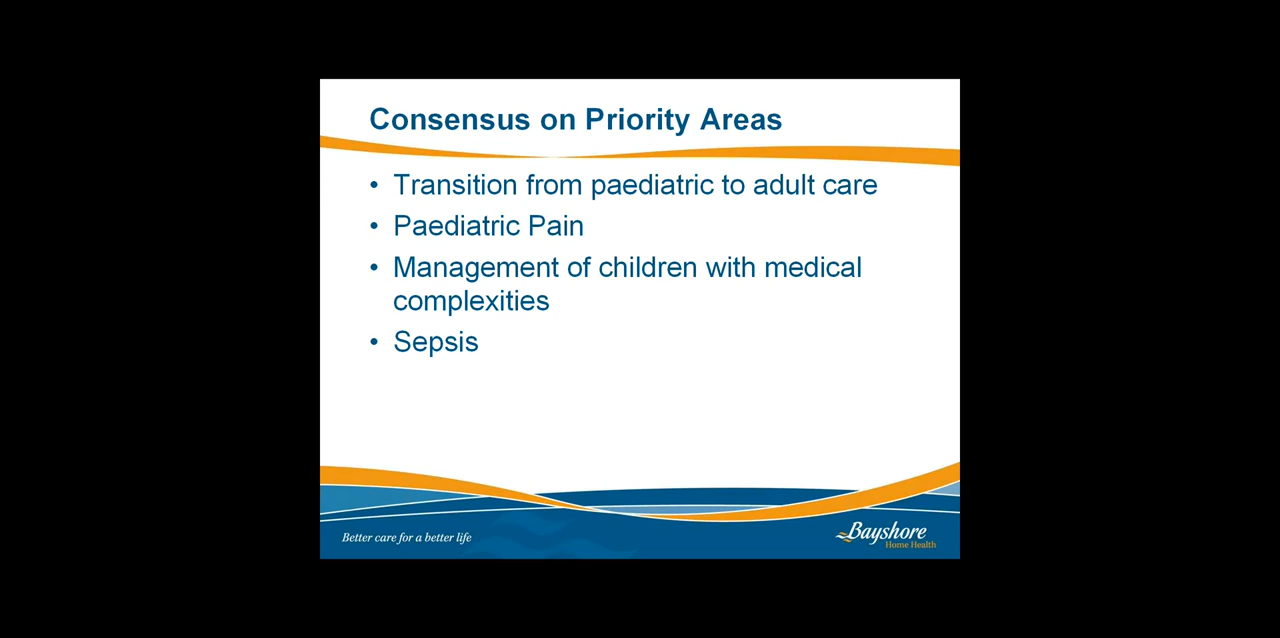 Consensus on Priority Areas
• Transition from paediatric to adult care
• Paediatric Pain
• Management of children with medical
complexities
• Sepsis
Better care for a better life
Bayshore
Home Health